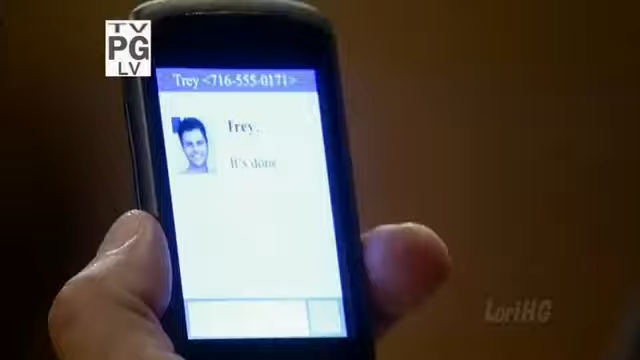 TV
PG
LV
Trey <716-555-0171>
Trey,
It's done
LoriHG